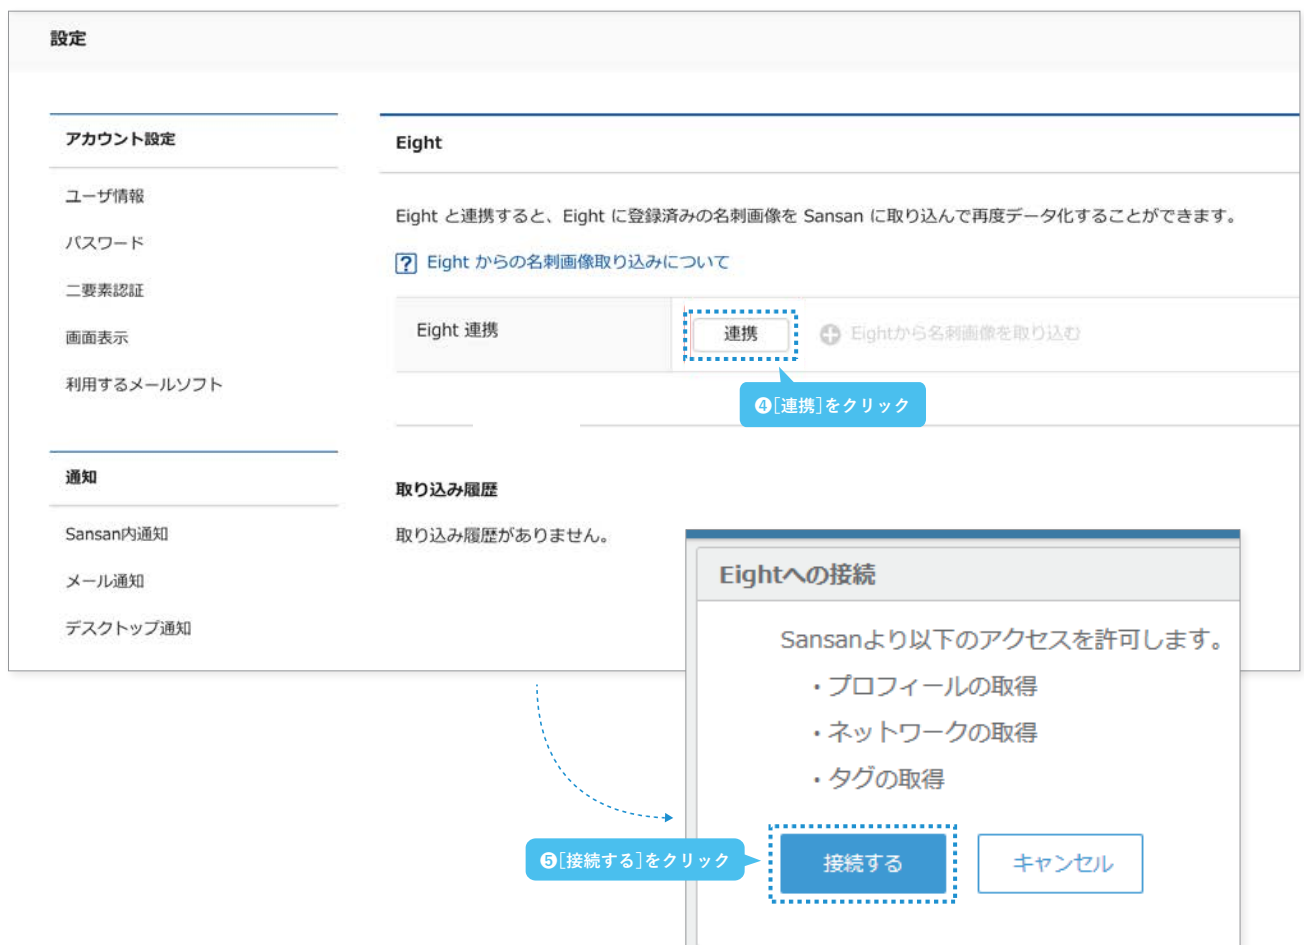 設定
アカウント設定
ユーザ情報
パスワード
二要素認証
画面表示
利用するメールソフト
通知
Sansan内通知
メール通知
デスクトップ通知
Eight
Eight と連携すると、Eight に登録済みの名刺画像を Sansan に取り込んで再度データ化することができます。
? Eight からの名刺画像取り込みについて
Eight 連携
連携
Eightから名刺画像を取り込む
❹[連携]をクリック
取り込み履歴
取り込み履歴がありません。
Eightへの接続
Sansanより以下のアクセスを許可します。
・プロフィールの取得
・ネットワークの取得
・タグの取得
❺[接続する]をクリック
接続する
キャンセル